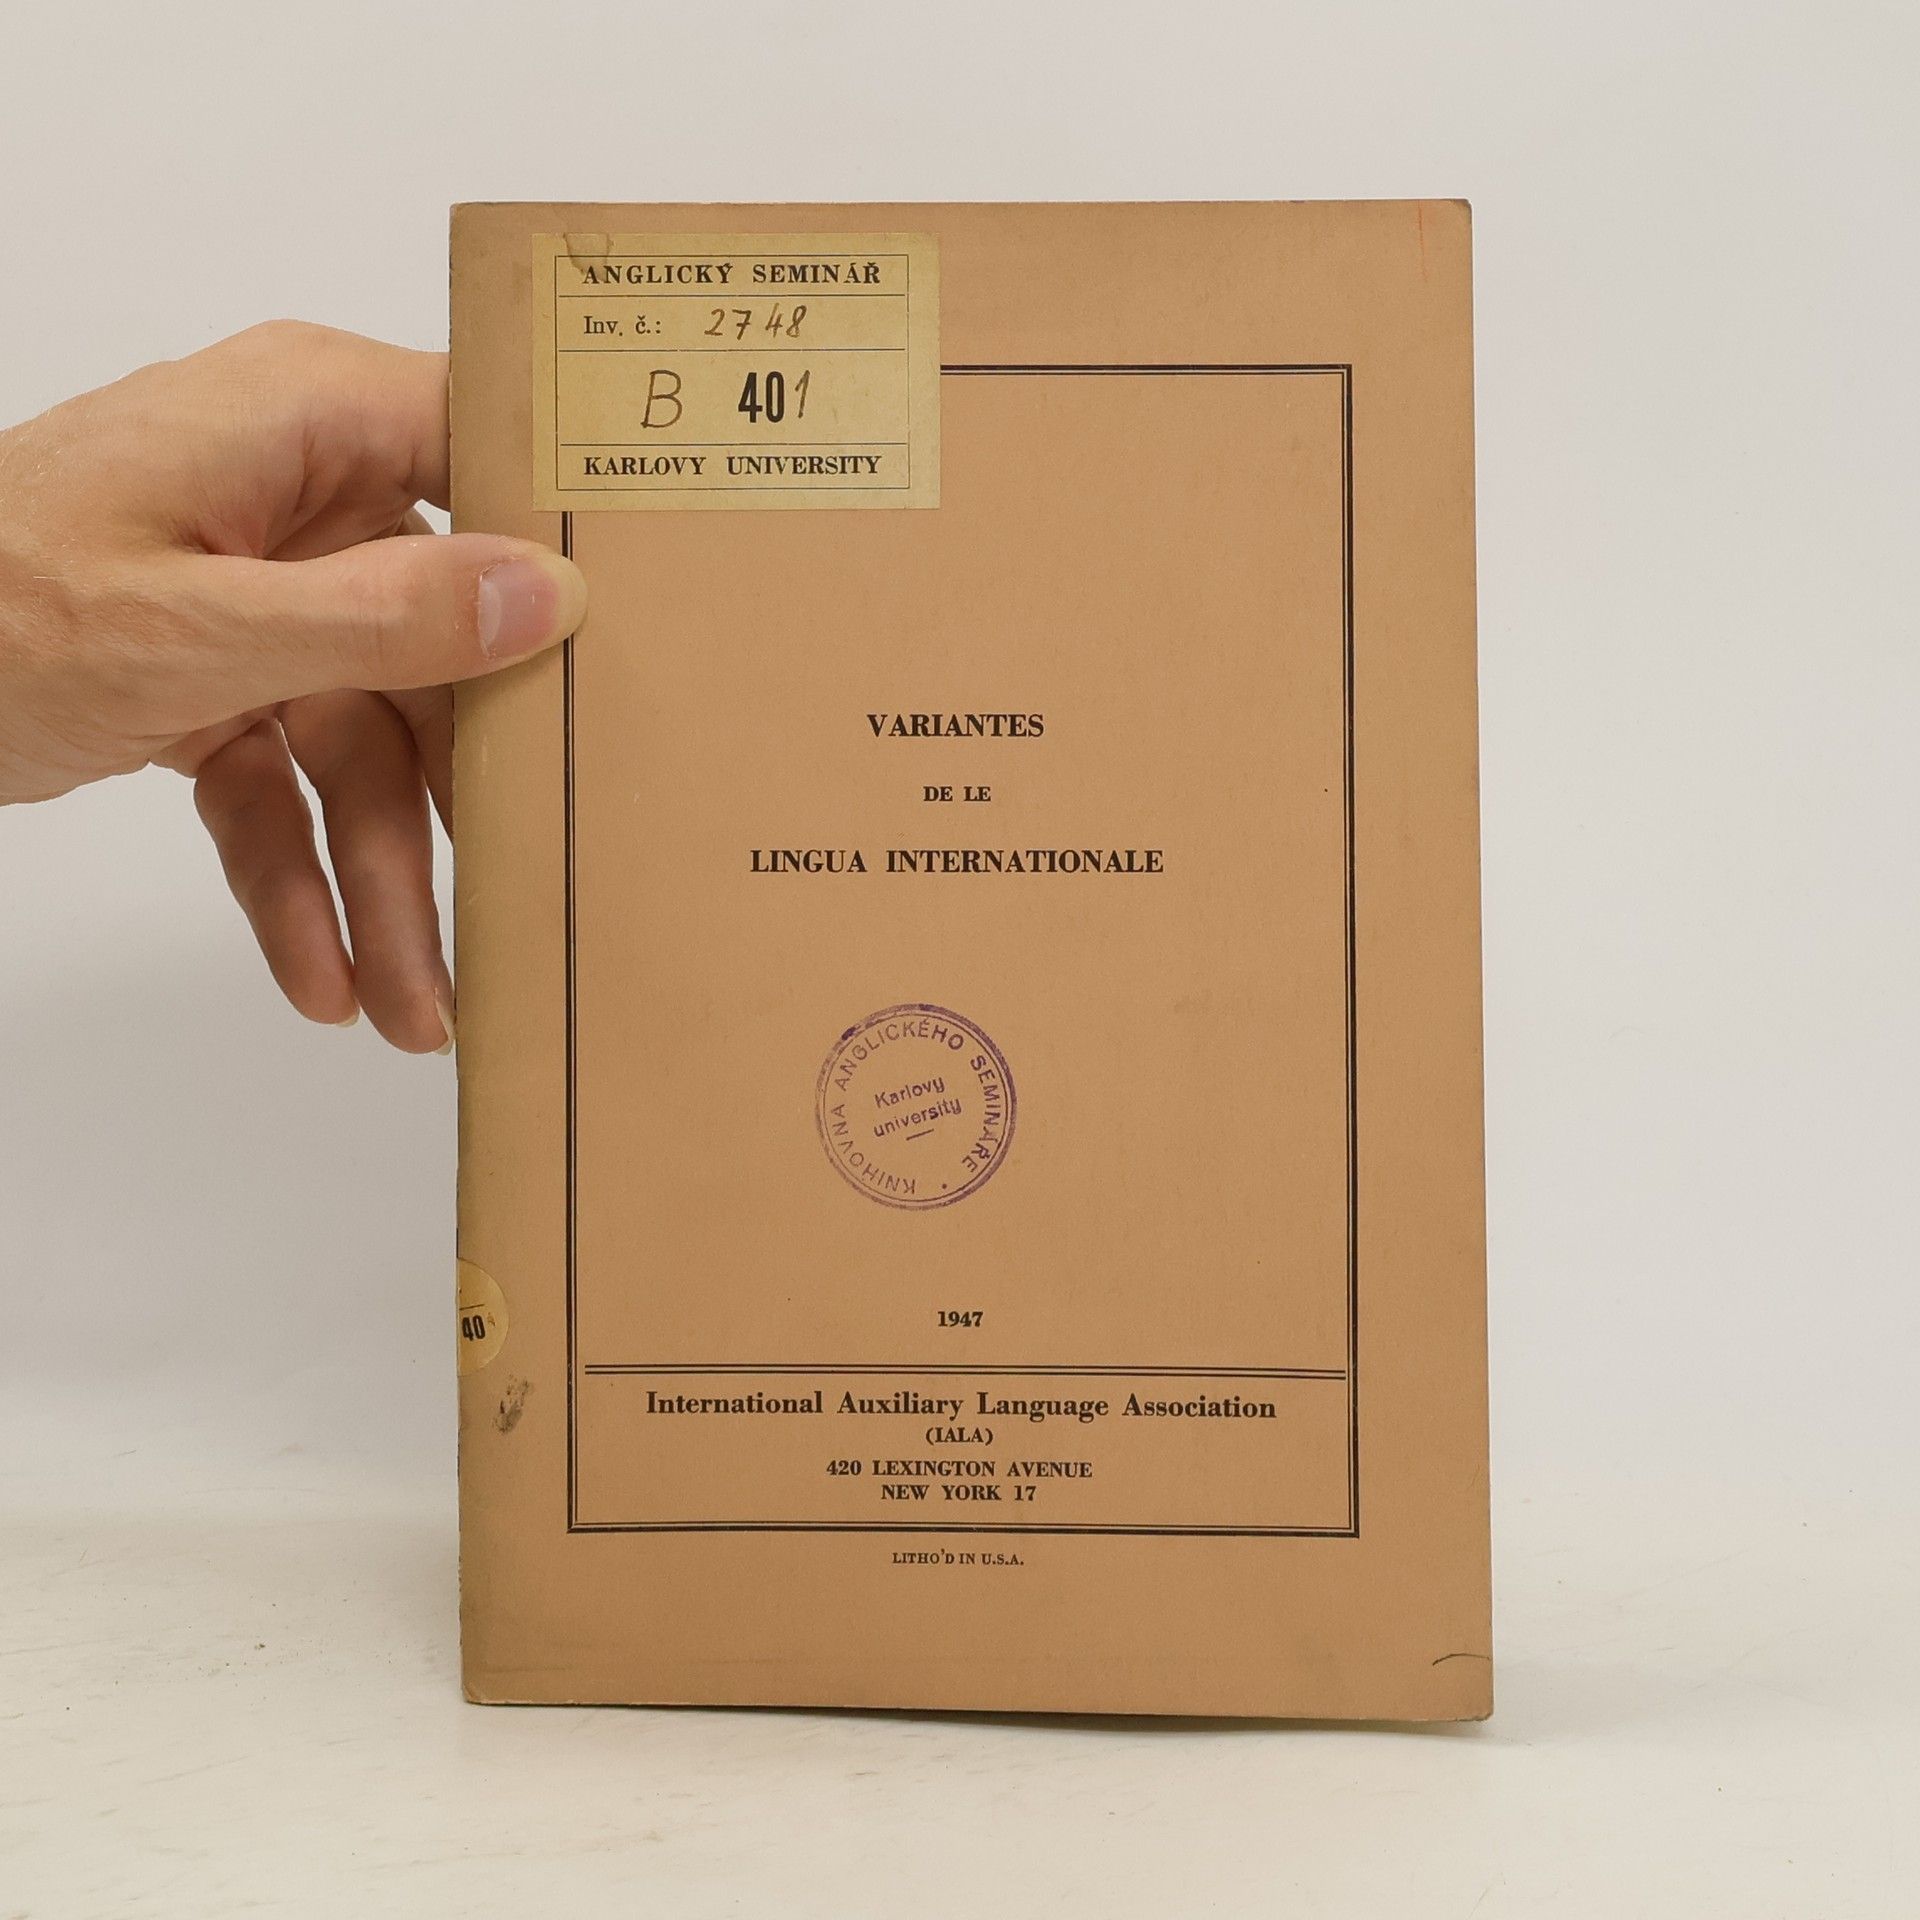 ANGLICKÝ SEMINÁŘ
Inv. č.: 2748
B 401
KARLOVY UNIVERSITY
VARIANTES
DE LE
LINGUA INTERNATIONALE
KNIHOVNA ANGLICKÉHO SEMINÁŘE •
Karlovy
university
1947
40
International Auxiliary Language Association
(IALA)
420 LEXINGTON AVENUE
NEW YORK 17
LITHO'D IN U.S.A.